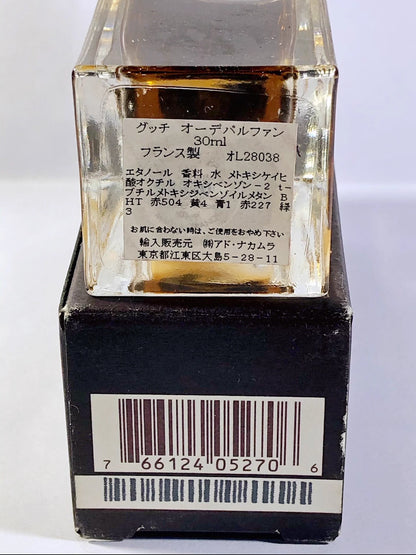 グッチ オーデパルファン
30ml
フランス製 オL28038
エタノール 香料 水 メトキシケイヒ
酸オクチル オキシベンゾン-2 t-
ブチルメトキシジベンゾイルメタン B
HT 赤504 黄4 青1 赤227 緑
3
お肌に合わない時は、ご使用をおやめ下さい
輸入販売元 ㈱アド・ナカムラ
東京都江東区大島5-28-11
7 66124 05270 6